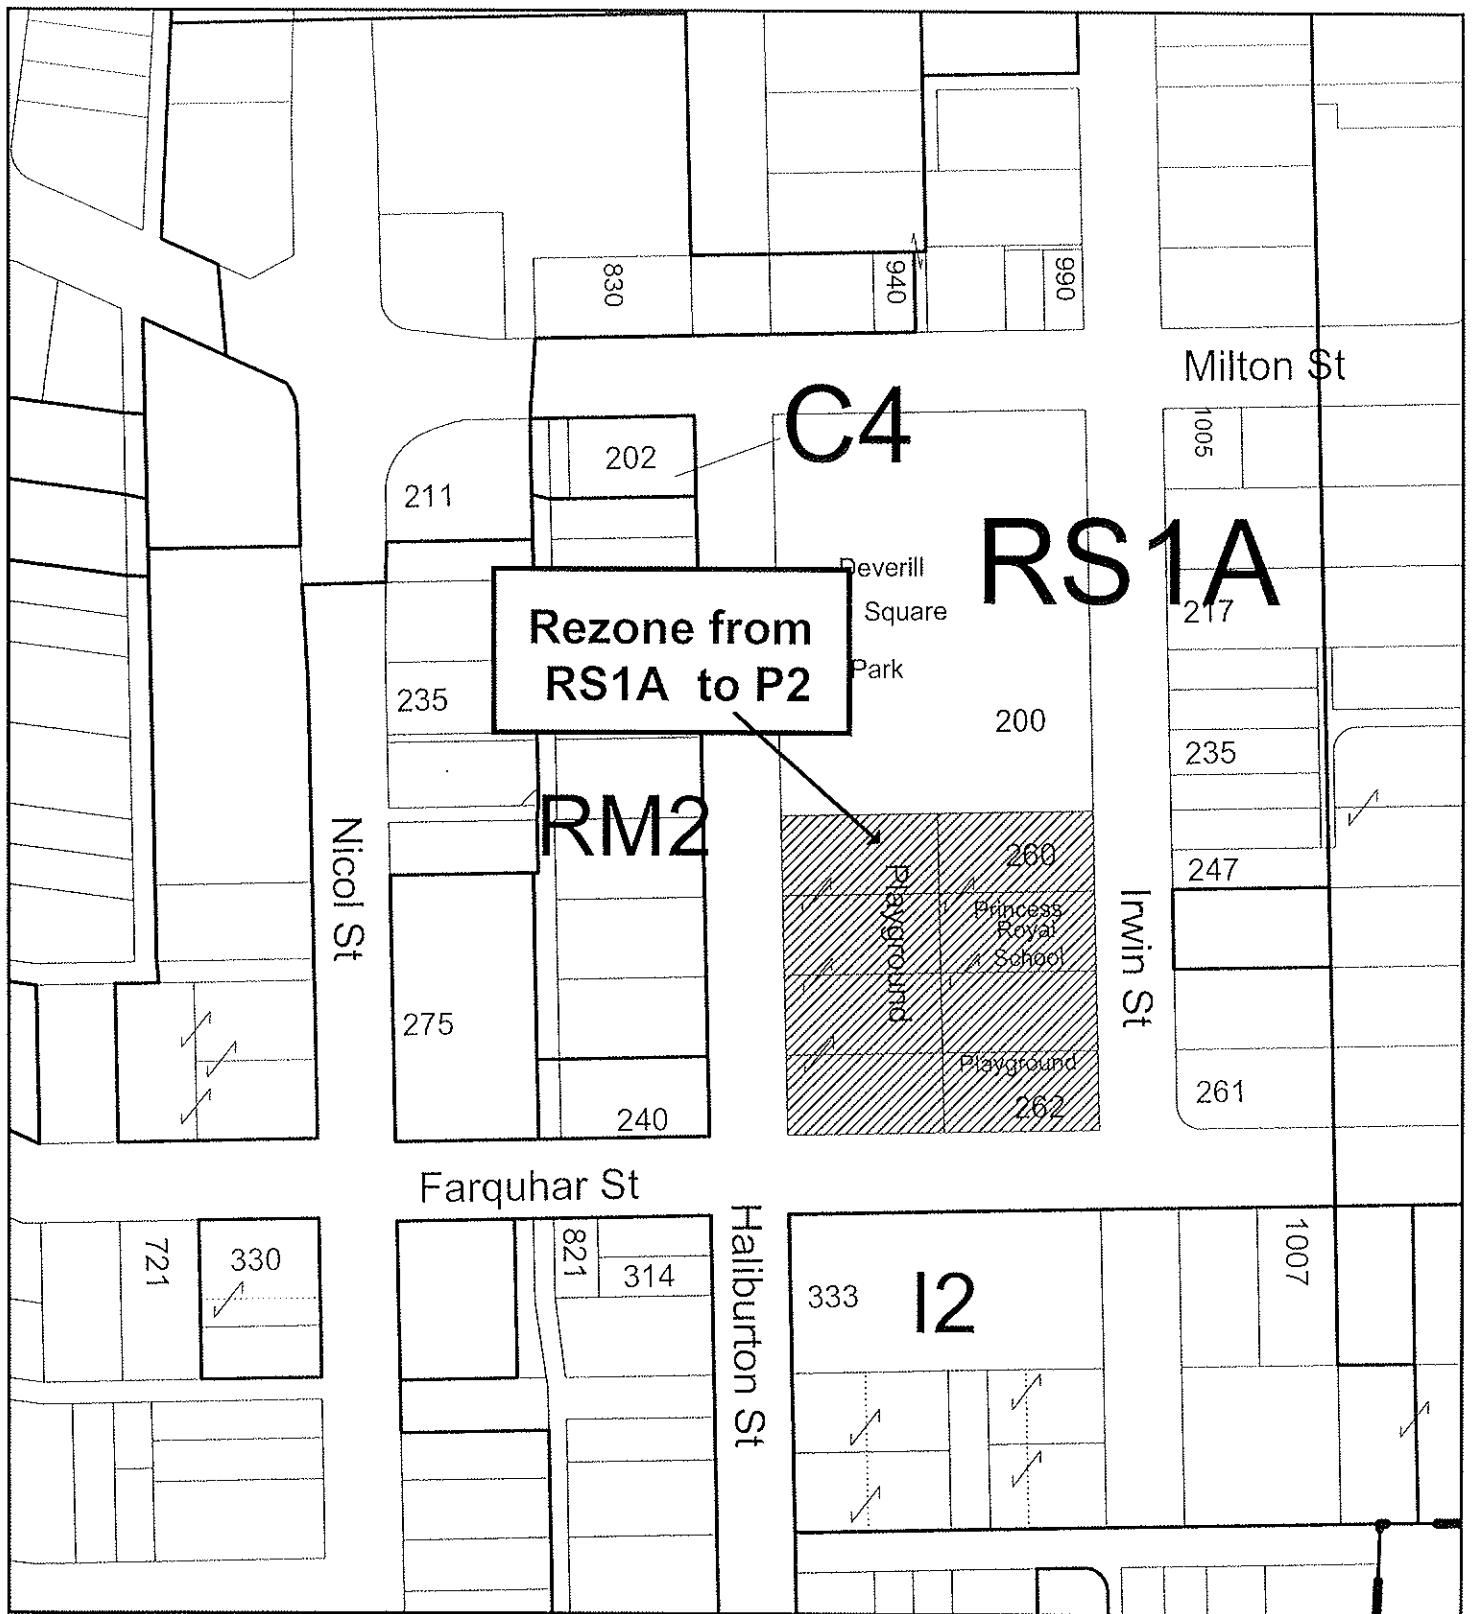 830
940
990
Milton St
C4
1005
202
211
RS1A
Deverill
Square
Park
217
Rezone from
RS1A to P2
235
200
235
RM2
Nicol St
Playground
260
247
Princess
Royal
School
Irwin St
275
Playground
262
261
240
Farquhar St
721
330
821
314
Haliburton St
333
I2
1007